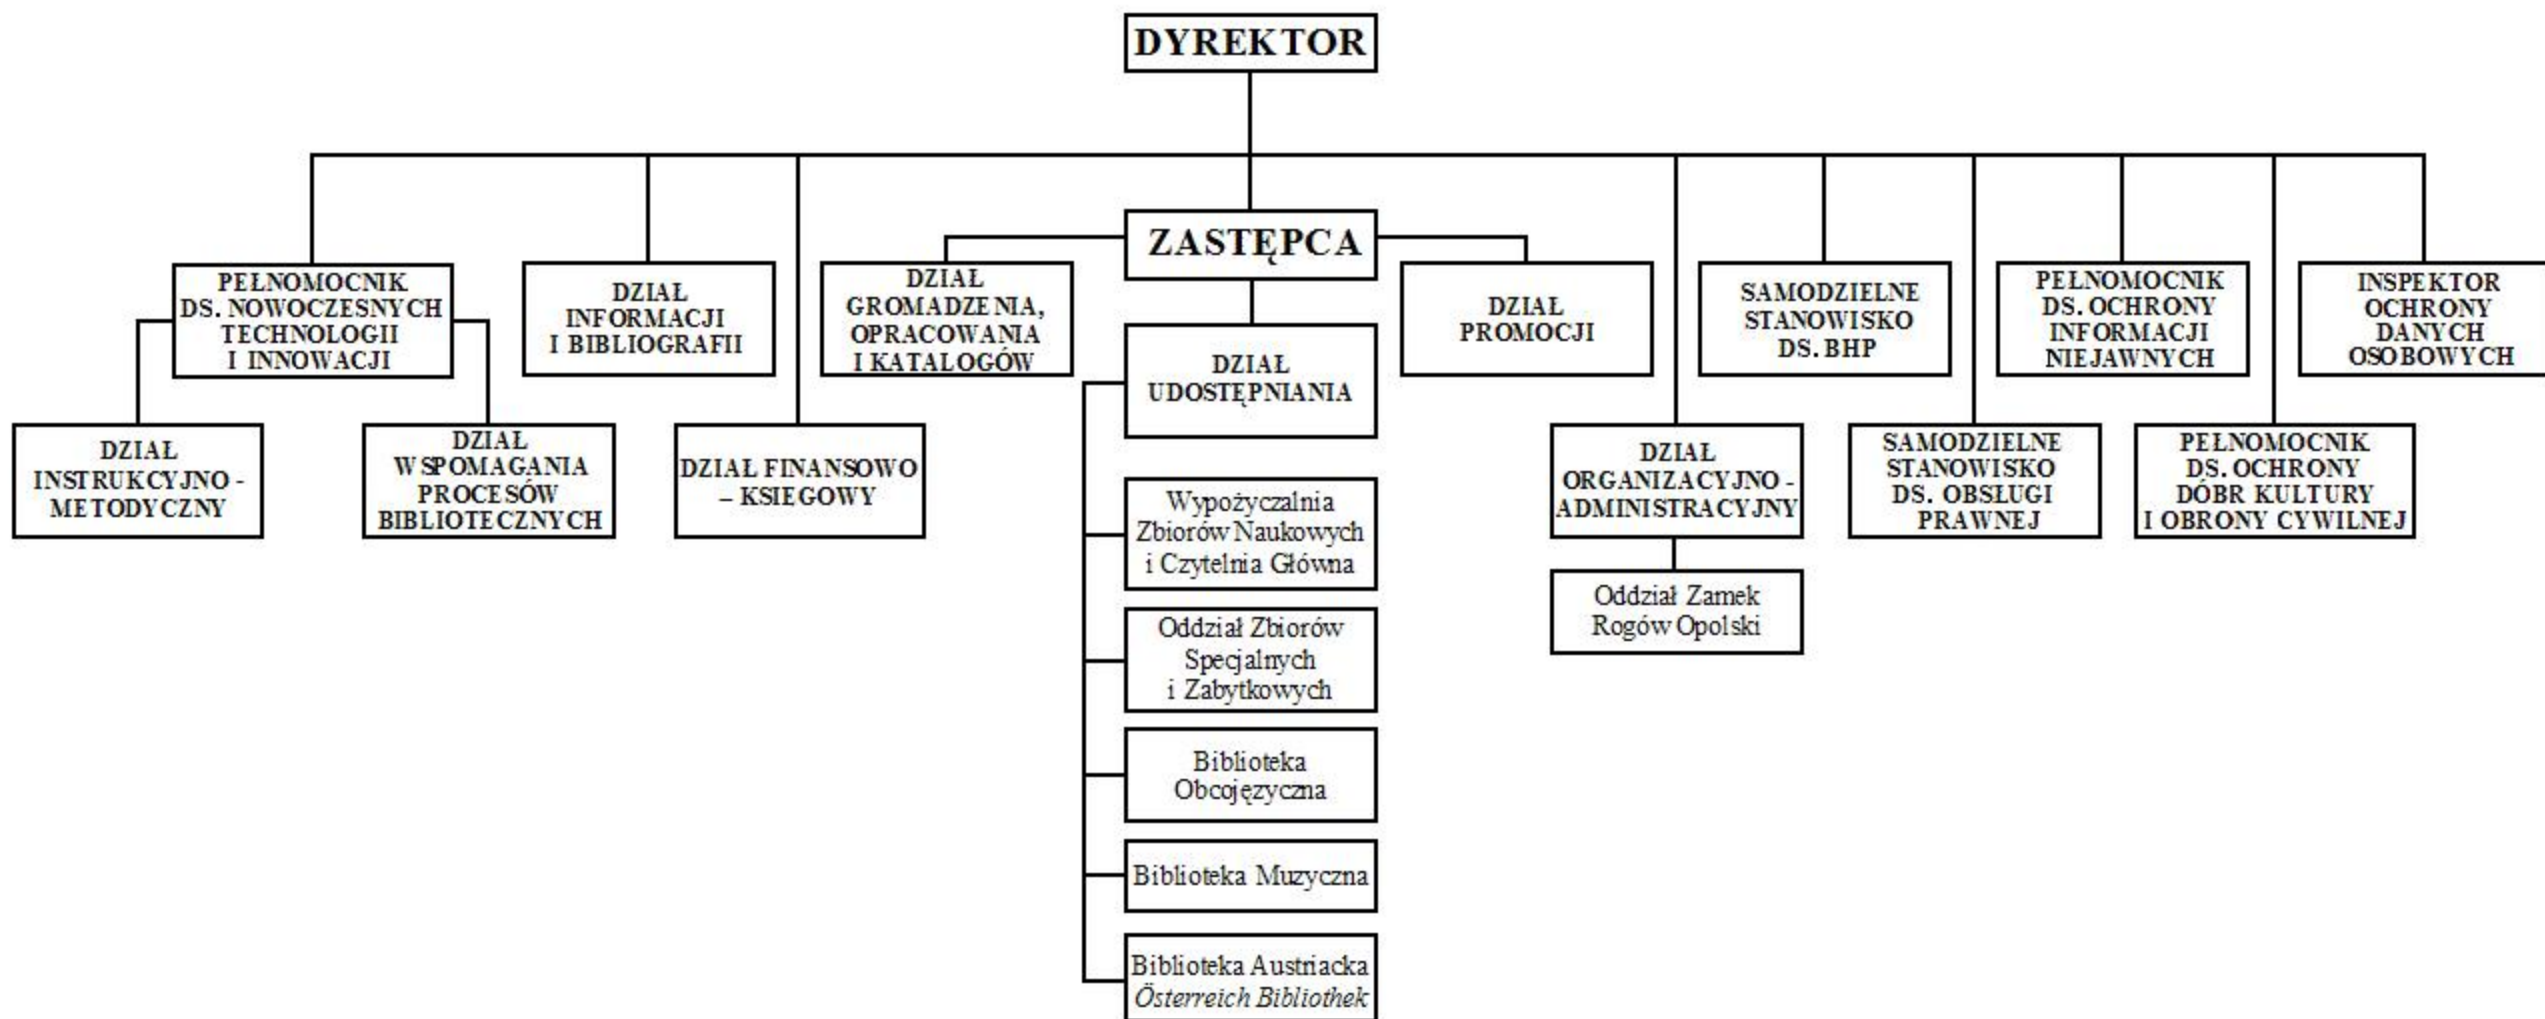 DYREKTOR
ZASTĘPCA
PEŁNOMOCNIK
DS. NOWOCZESNYCH
TECHNOLOGII
I INNOWACJI
DZIAŁ
INFORMACJI
I BIBLIOGRAFII
DZIAŁ
GROMADZENIA,
OPRACOWANIA
I KATALOGÓW
DZIAŁ
UDOSTĘPNIANIA
DZIAŁ
PROMOCJI
SAMODZIELNE
STANOWISKO
DS. BHP
PEŁNOMOCNIK
DS. OCHRONY
INFORMACJI
NIEJAWNYCH
INSPEKTOR
OCHRONY
DANYCH
OSOBOWYCH
DZIAŁ
INSTRUKCYJNO -
METODYCZNY
DZIAŁ
WSPOMAGANIA
PROCESÓW
BIBLIOTECZNYCH
DZIAŁ FINANSOWO
– KSIĘGOWY
DZIAŁ
ORGANIZACYJNO -
ADMINISTRACYJNY
SAMODZIELNE
STANOWISKO
DS. OBSŁUGI
PRAWNEJ
PEŁNOMOCNIK
DS. OCHRONY
DÓBR KULTURY
I OBRONY CYWILNEJ
Wypożyczalnia
Zbiorów Naukowych
i Czytelnia Główna
Oddział Zamek
Rogów Opolski
Oddział Zbiorów
Specjalnych
i Zabytkowych
Biblioteka
Obcojęzyczna
Biblioteka Muzyczna
Biblioteka Austriacka
Österreich Bibliothek